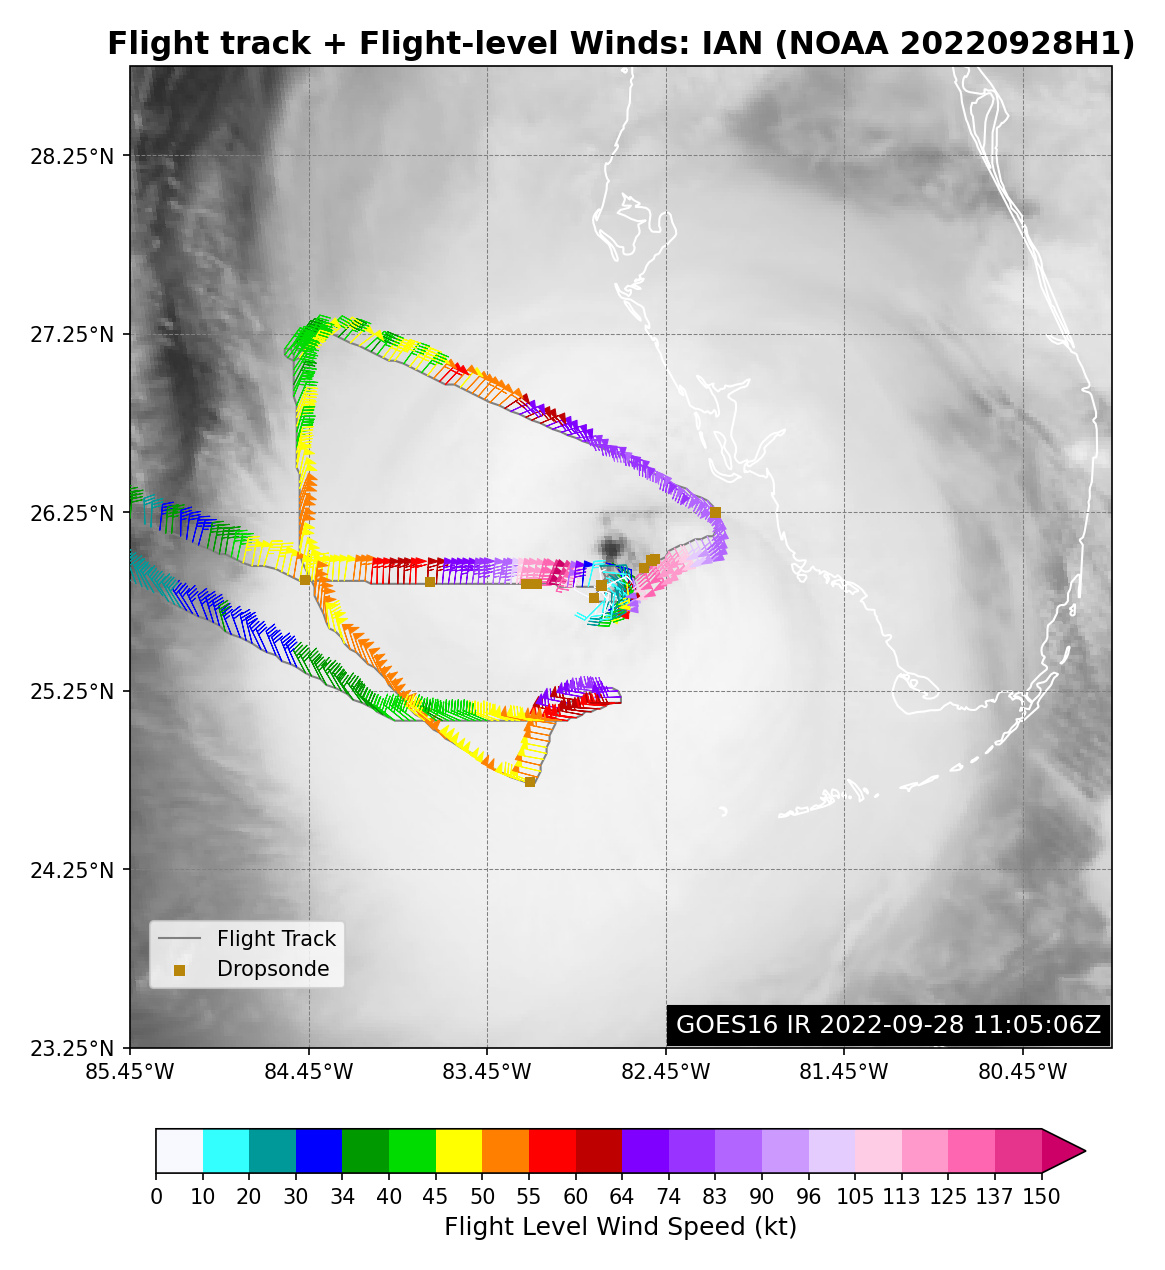 Flight track + Flight-level Winds: IAN (NOAA 20220928H1)
28.25°N
27.25°N
26.25°N
25.25°N
24.25°N
23.25°N
Flight Track
Dropsonde
GOES16 IR 2022-09-28 11:05:06Z
85.45°W 84.45°W 83.45°W 82.45°W 81.45°W 80.45°W
0 10 20 30 34 40 45 50 55 60 64 74 83 90 96 105 113 125 137 150
Flight Level Wind Speed (kt)